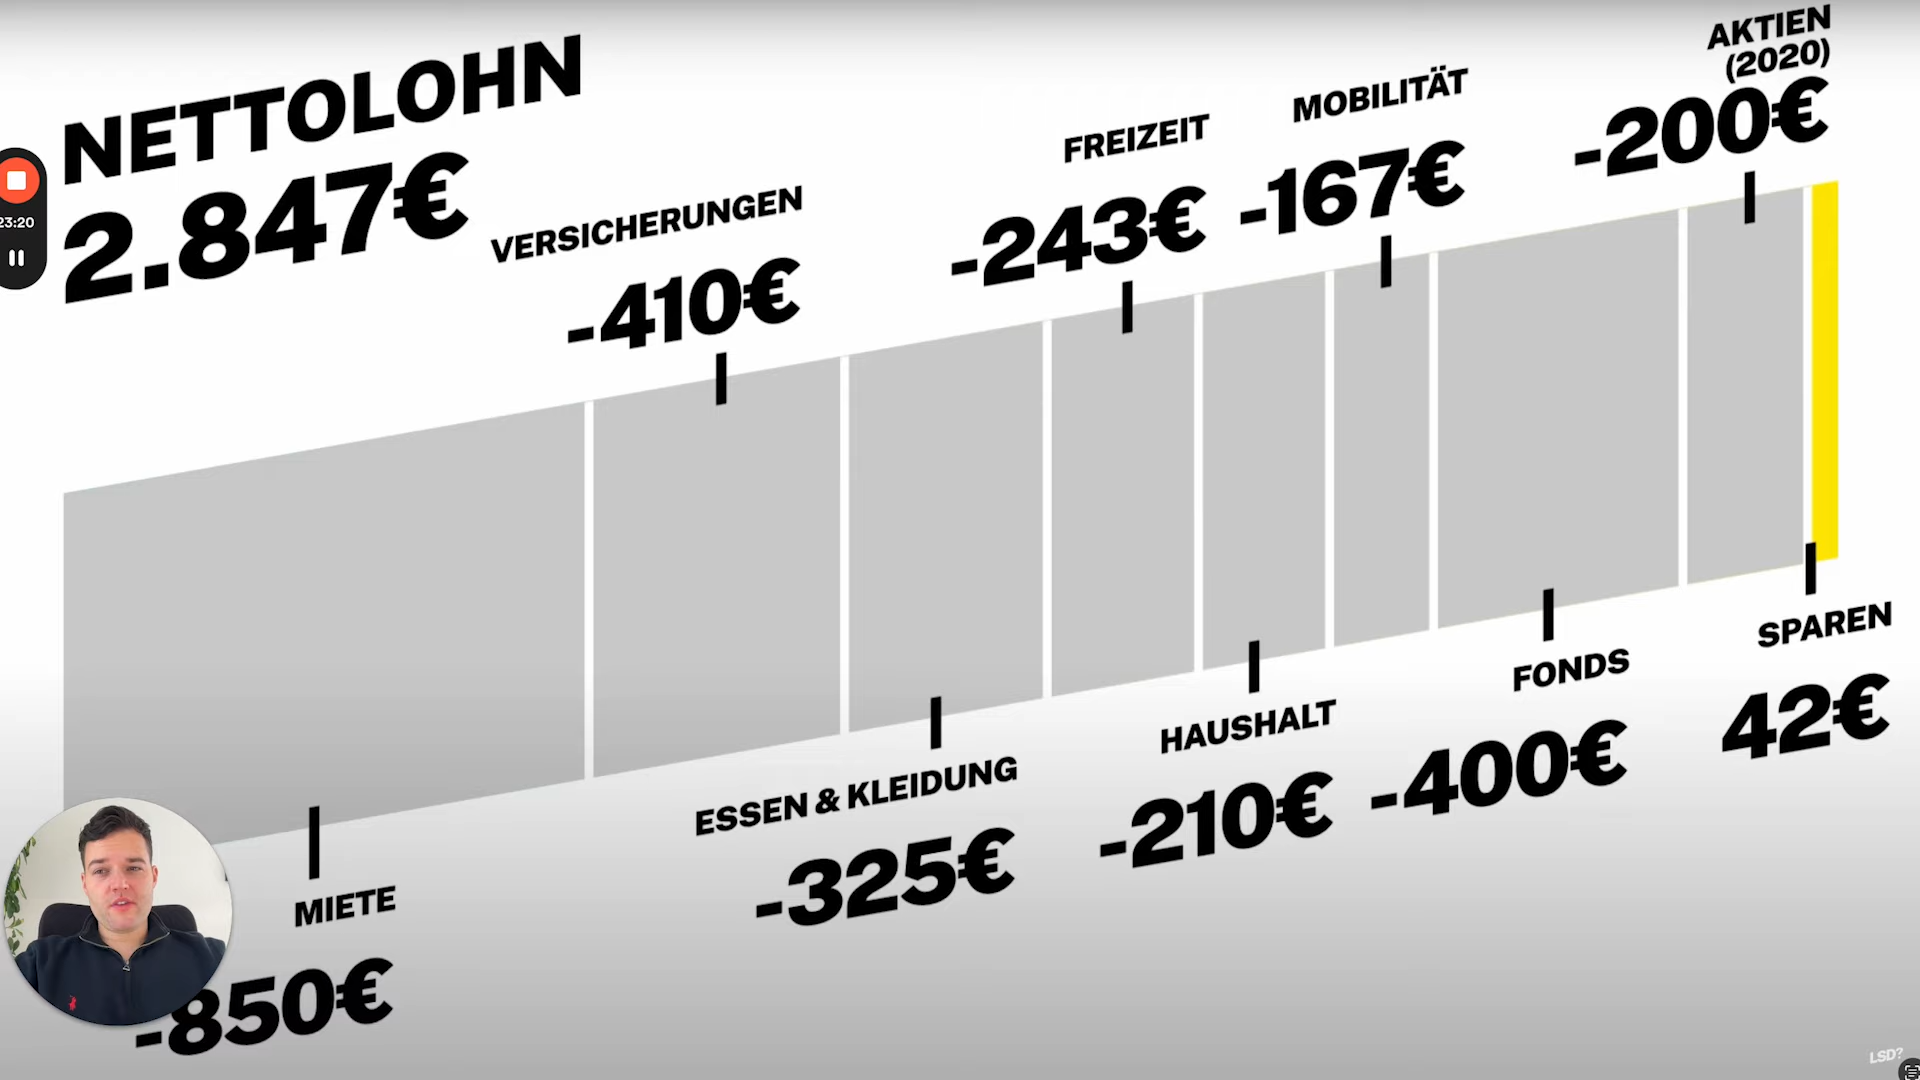 NETTOLOHN
2.847€
VERSICHERUNGEN
-410€
FREIZEIT
-243€
MOBILITÄT
-167€
AKTIEN
(2020)
-200€
23:20
MIETE
-850€
ESSEN & KLEIDUNG
-325€
HAUSHALT
-210€
FONDS
-400€
SPAREN
42€
LSD?